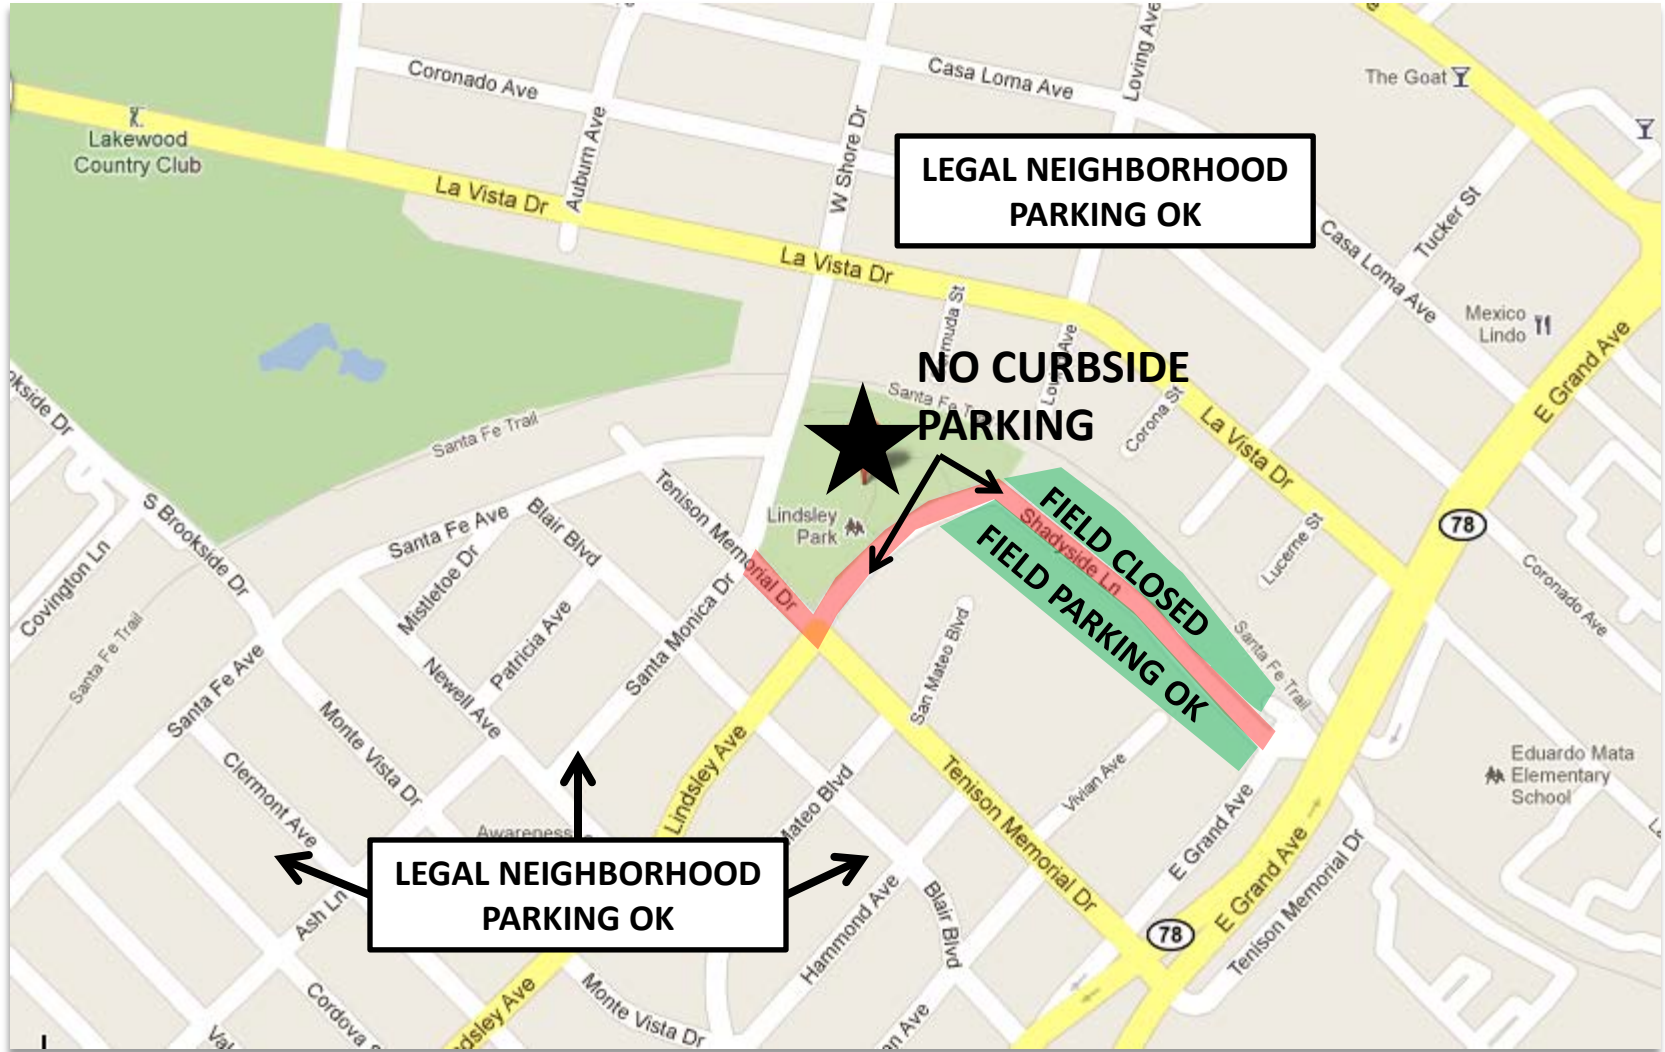 Coronado Ave
Casa Loma Ave
Loving Ave
The Goat
Lakewood
Country Club
Auburn Ave
W Shore Dr
LEGAL NEIGHBORHOOD
PARKING OK
La Vista Dr
Tucker St
Casa Loma Ave
La Vista Dr
Mexico
Lindo
E Grand Ave
NO CURBSIDE
PARKING
Santa Fe
Corona St
La Vista Dr
Santa Fe Trail
S Brookside Dr
Santa Fe Ave
Blair Blvd
Tenison Memorial Dr
Lindsley
Park
FIELD CLOSED
Shadyside Ln
FIELD PARKING OK
78
Lucerne St
Coronado Ave
Covington Ln
Mistletoe Dr
Patricia Ave
Santa Monica Dr
San Mateo Blvd
Santa Fe Trail
Santa Fe Trail
Santa Fe Ave
Newell Ave
Monte Vista Dr
Clermont Ave
Lindsley Ave
Tenison Memorial Dr
Vivian Ave
Eduardo Mata
Elementary
School
E Grand Ave
E Grand Ave
Tenison Memorial Dr
Awareness
Mateo Blvd
LEGAL NEIGHBORHOOD
PARKING OK
Ash Ln
Hammond Ave
Blair Blvd
78
Cordova
Monte Vista Dr